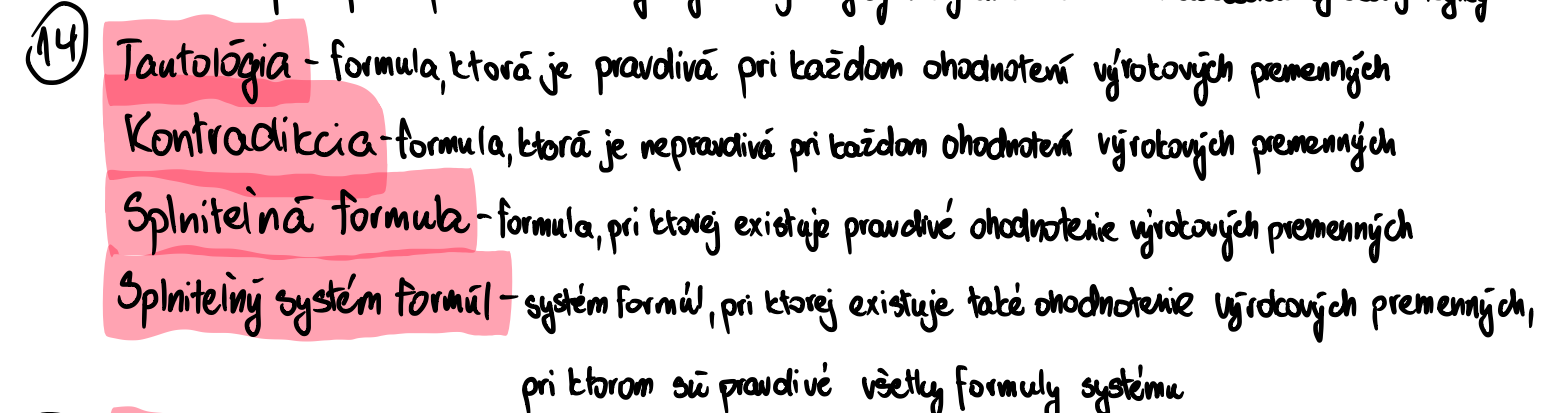 14 Tautológia - formula, ktorá je pravdivá pri každom ohodnotení výrokových premenných
Kontradikcia - formula, ktorá je nepravdivá pri každom ohodnotení výrokových premenných
Splniteľná formula - formula, pri ktorej existuje pravdivé ohodnotenie výrokových premenných
Splniteľný systém formúl - systém formúl, pri ktorej existuje také ohodnotenie výrokových premenných,
pri ktorom sú pravdivé všetky formuly systému